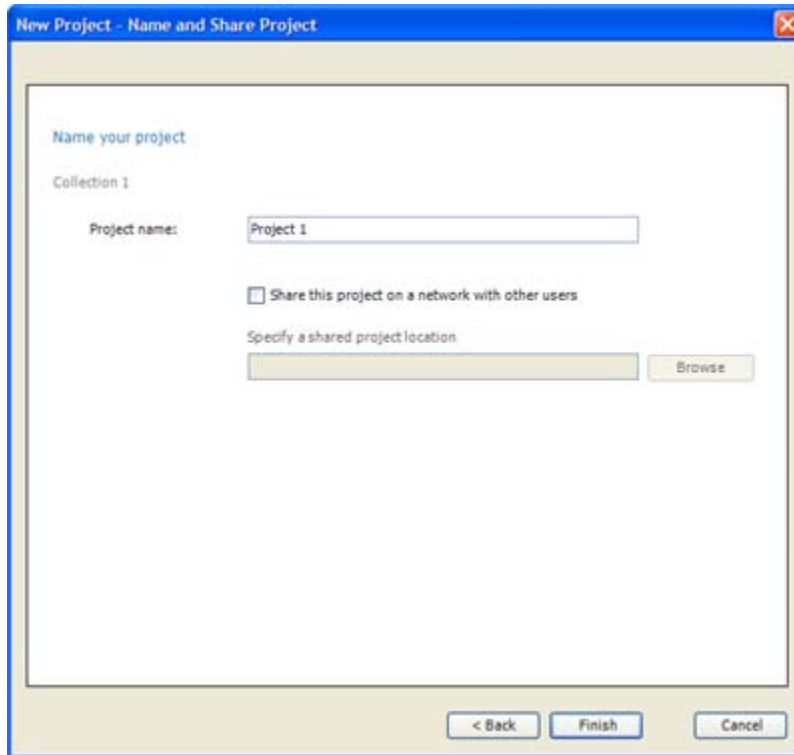 New Project - Name and Share Project
Name your project
Collection 1
Project name: Project 1
Share this project on a network with other users
Specify a shared project location
Browse
< Back Finish Cancel